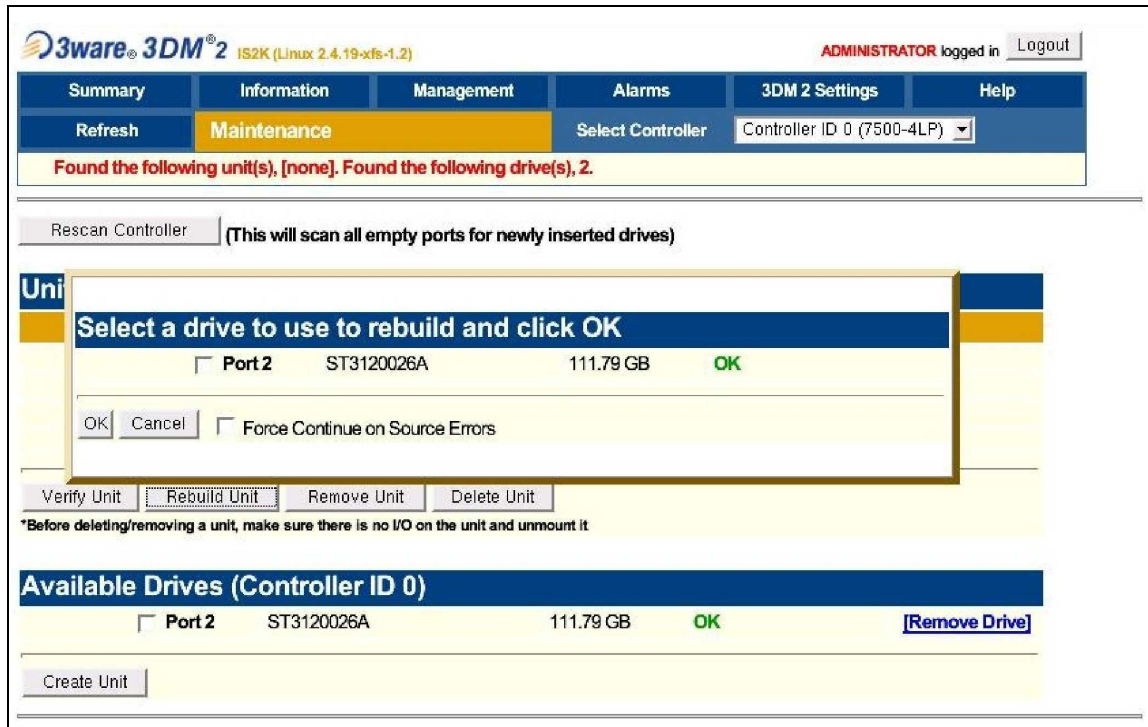 3ware® 3DM®2 IS2K (Linux 2.4.19-xfs-1.2) ADMINISTRATOR logged in Logout
Summary Information Management Alarms 3DM 2 Settings Help
Refresh Maintenance Select Controller Controller ID 0 (7500-4LP)
Found the following unit(s), [none]. Found the following drive(s), 2.
Rescan Controller (This will scan all empty ports for newly inserted drives)
Uni
Select a drive to use to rebuild and click OK
Port 2 ST3120026A 111.79 GB OK
OK Cancel Force Continue on Source Errors
Verify Unit Rebuild Unit Remove Unit Delete Unit
*Before deleting/removing a unit, make sure there is no I/O on the unit and unmount it
Available Drives (Controller ID 0)
Port 2 ST3120026A 111.79 GB OK [Remove Drive]
Create Unit